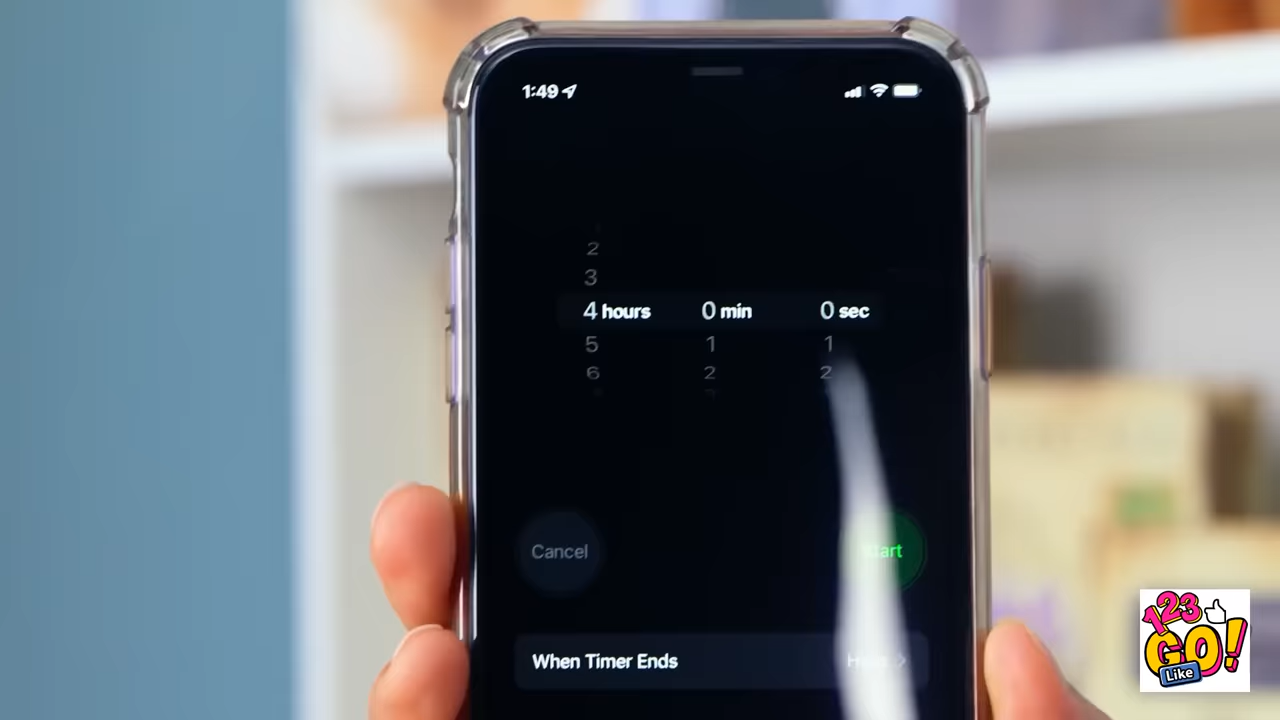 1:49
2
3
4 hours 0 min 0 sec
5 1 1
6 2 2
Cancel
When Timer Ends
123
GO!
Like